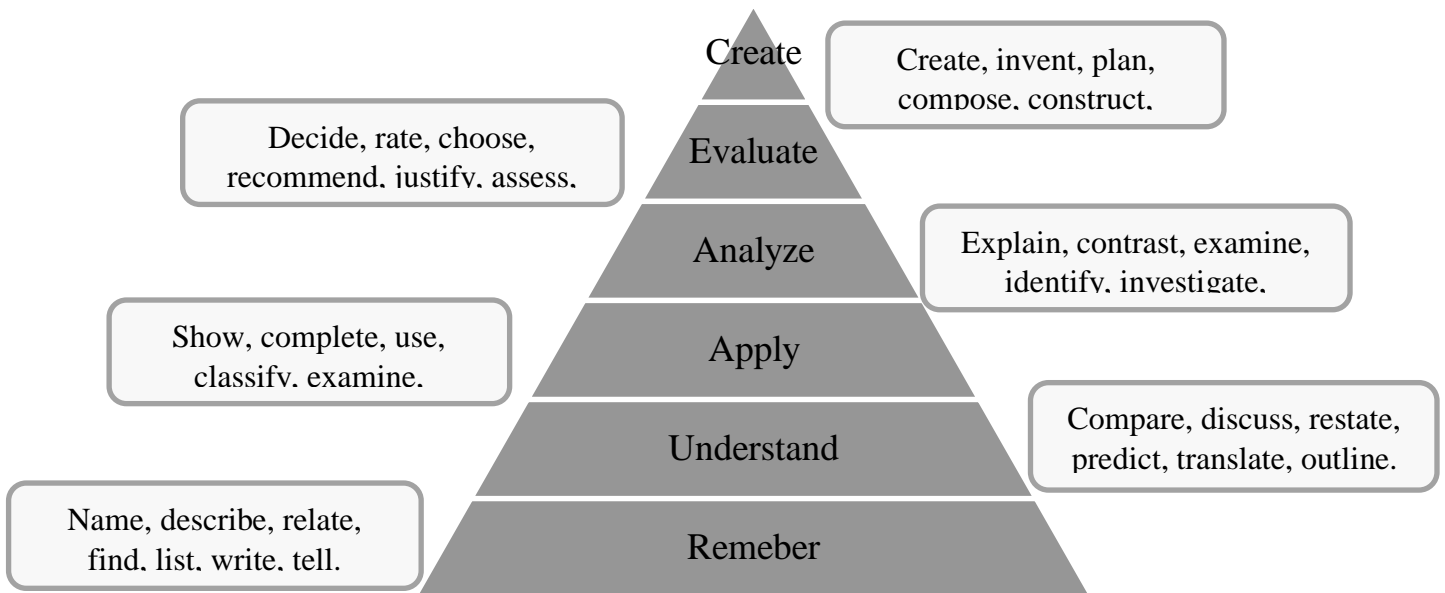 Create
Create, invent, plan,
compose, construct,
Decide, rate, choose,
recommend, justify, assess,
Evaluate
Analyze
Explain, contrast, examine,
identify, investigate,
Show, complete, use,
classify, examine,
Apply
Compare, discuss, restate,
predict, translate, outline,
Understand
Name, describe, relate,
find, list, write, tell,
Remeber